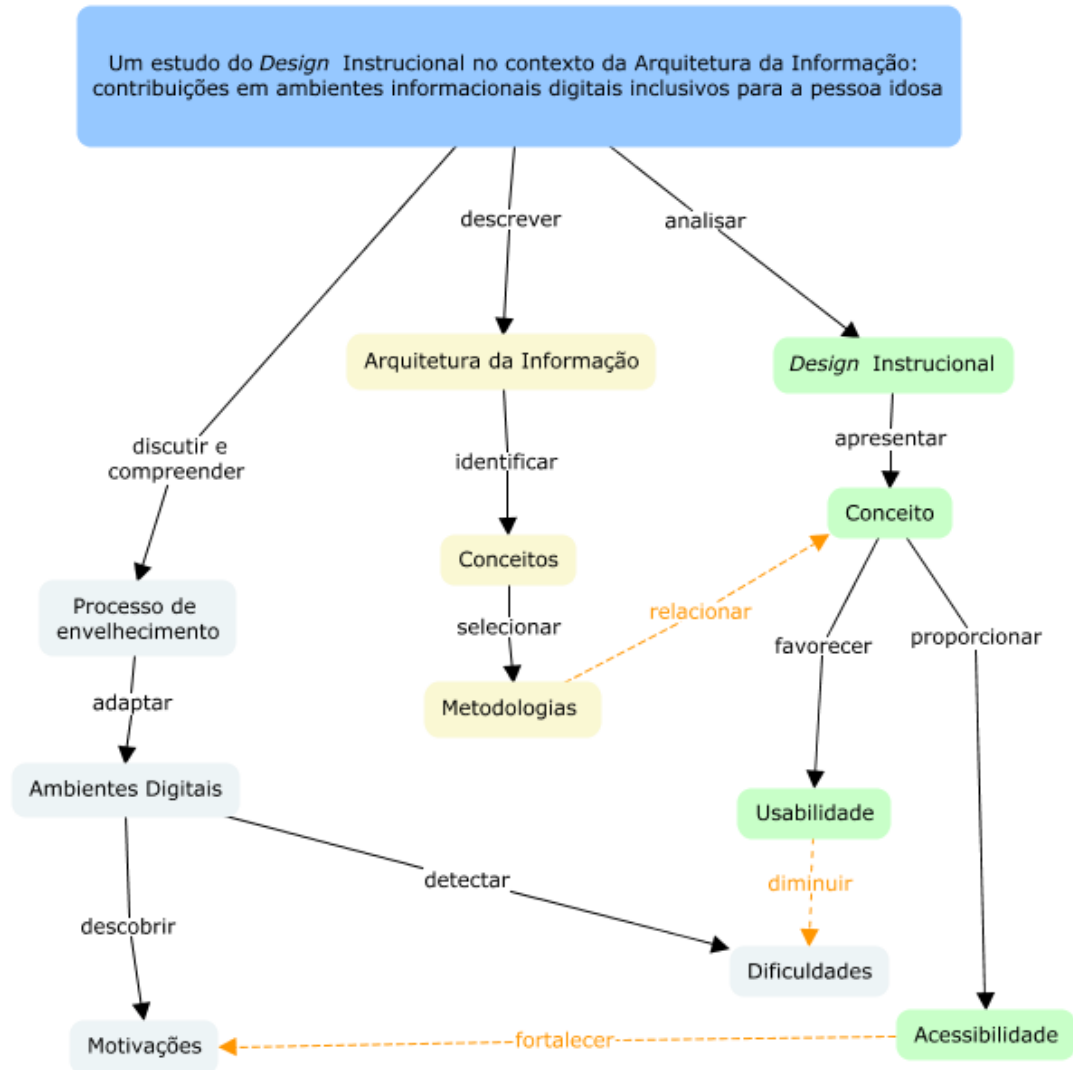 Um estudo do Design Instrucional no contexto da Arquitetura da Informação:
contribuições em ambientes informacionais digitais inclusivos para a pessoa idosa
descrever
analisar
Arquitetura da Informação
Design Instrucional
discutir e
compreender
identificar
apresentar
Conceito
Conceitos
Processo de
envelhecimento
selecionar
relacionar
favorecer
proporcionar
adaptar
Metodologias
Ambientes Digitais
Usabilidade
detectar
diminuir
descobrir
Dificuldades
Motivações
fortalecer
Acessibilidade